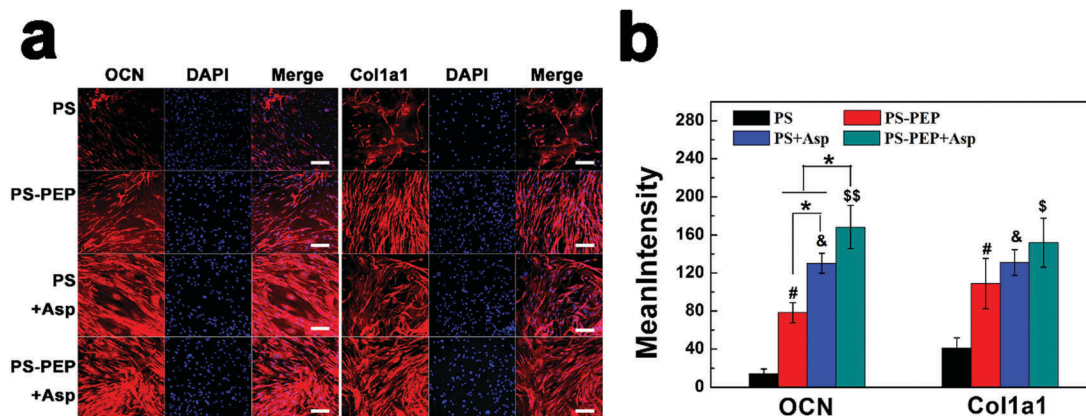 a
OCN DAPI Merge Col1a1 DAPI Merge
PS
PS-PEP
PS
+Asp
PS-PEP
+Asp
b
PS PS-PEP
PS+Asp PS-PEP+Asp
MeanIntensity
280
240
200
160
120
80
40
0
*
*
#
&
$$
#
&
$
OCN Col1a1